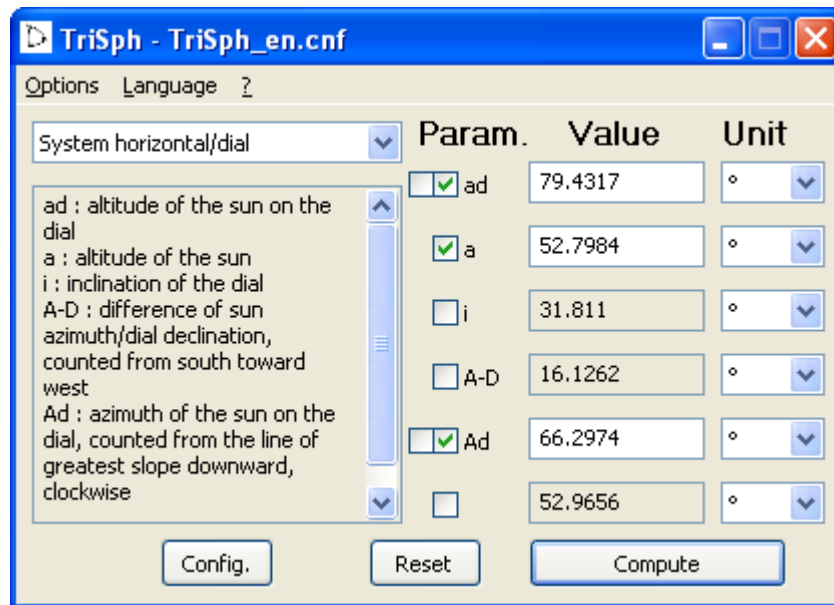 TriSph - TriSph_en.cnf
Options Language ?
System horizontal/dial
Param. Value Unit
ad : altitude of the sun on the
dial
a : altitude of the sun
i : inclination of the dial
A-D : difference of sun
azimuth/dial declination,
counted from south toward
west
Ad : azimuth of the sun on the
dial, counted from the line of
greatest slope downward,
clockwise
ad 79.4317 °
a 52.7984 °
i 31.811 °
A-D 16.1262 °
Ad 66.2974 °
52.9656 °
Config. Reset Compute